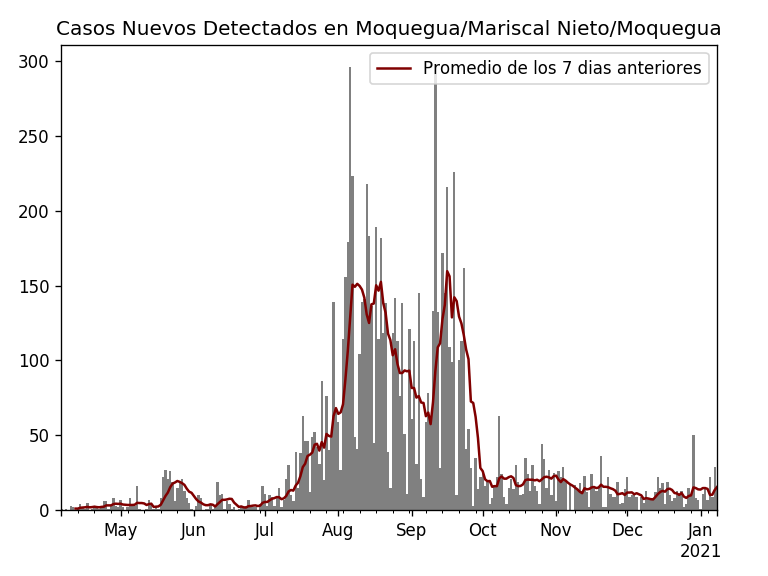 Casos Nuevos Detectados en Moquegua/Mariscal Nieto/Moquegua
Promedio de los 7 dias anteriores
300
250
200
150
100
50
0
May Jun Jul Aug Sep Oct Nov Dec Jan
2021